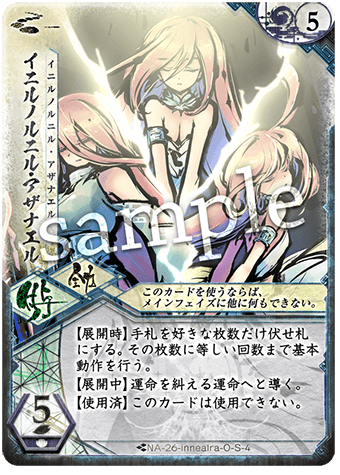 5
イニルノルニル・アザナエル
イニルノルニル・アザナエル
sample
このカードを使うならば、
メインフェイズに他に何もできない。
【展開時】手札を好きな枚数だけ伏せ札
にする。その枚数に等しい回数まで基本
動作を行う。
【展開中】運命を糾える運命へと導く。
【使用済】このカードは使用できない。
5
NA-26-innealra-O-S-4